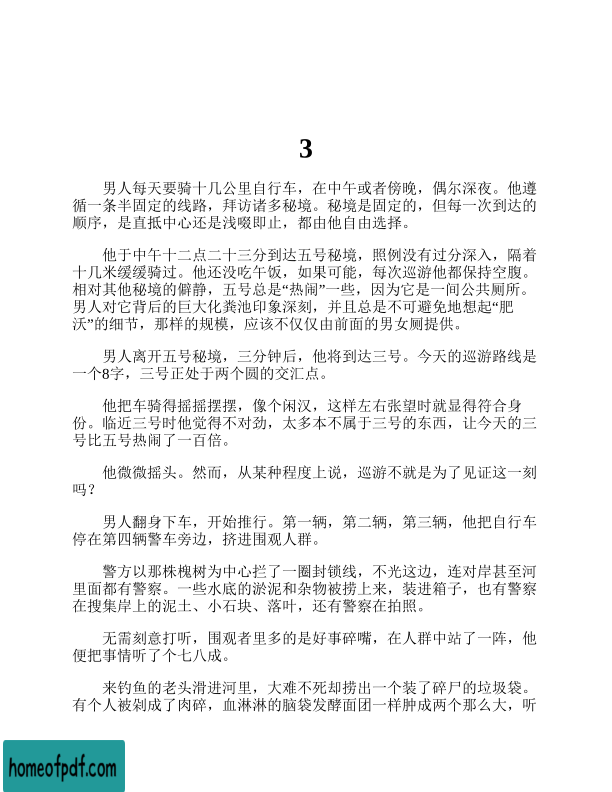 3
男人每天要骑十几公里自行车，在中午或者傍晚，偶尔深夜。他遵
循一条半固定的线路，拜访诸多秘境。秘境是固定的，但每一次到达的
顺序，是直抵中心还是浅啜即止，都由他自由选择。
他于中午十二点二十三分到达五号秘境，照例没有过分深入，隔着
十几米缓缓骑过。他还没吃午饭，如果可能，每次巡游他都保持空腹。
相对其他秘境的僻静，五号总是“热闹”一些，因为它是一间公共厕所。
男人对它背后的巨大化粪池印象深刻，并且总是不可避免地想起“肥
沃”的细节，那样的规模，应该不仅仅由前面的男女厕提供。
男人离开五号秘境，三分钟后，他将到达三号。今天的巡游路线是
一个8字，三号正处于两个圆的交汇点。
他把车骑得摇摇摆摆，像个闲汉，这样左右张望时就显得符合身
份。临近三号时他觉得不对劲，太多本不属于三号的东西，让今天的三
号比五号热闹了一百倍。
他微微摇头。然而，从某种程度上说，巡游不就是为了见证这一刻
吗？
男人翻身下车，开始推行。第一辆，第二辆，第三辆，他把自行车
停在第四辆警车旁边，挤进围观人群。
警方以那株槐树为中心拦了一圈封锁线，不光这边，连对岸甚至河
里面都有警察。一些水底的淤泥和杂物被捞上来，装进箱子，也有警察
在搜集岸上的泥土、小石块、落叶，还有警察在拍照。
无需刻意打听，围观者里多的是好事碎嘴，在人群中站了一阵，他
便把事情听了个七八成。
来钓鱼的老头滑进河里，大难不死却捞出一个装了碎尸的垃圾袋。
有个人被剁成了肉碎，血淋淋的脑袋发酵面团一样肿成两个那么大，听
homeofpdf.com